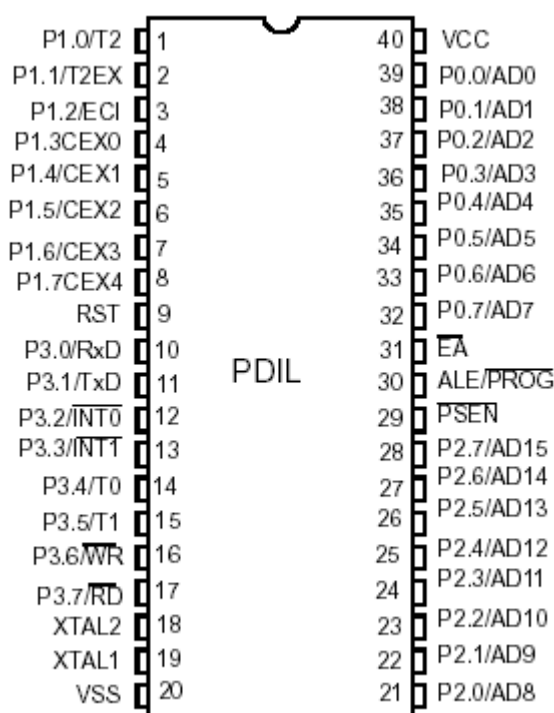 P1.0/T2 1 40 VCC
P1.1/T2EX 2 39 P0.0/AD0
P1.2/ECI 3 38 P0.1/AD1
P1.3CEX0 4 37 P0.2/AD2
P1.4/CEX1 5 36 P0.3/AD3
P1.5/CEX2 6 35 P0.4/AD4
P1.6/CEX3 7 34 P0.5/AD5
P1.7CEX4 8 33 P0.6/AD6
RST 9 32 P0.7/AD7
P3.0/RxD 10 31 EA
P3.1/TxD 11 PDIL 30 ALE/PROG
P3.2/INT0 12 29 PSEN
P3.3/INT1 13 28 P2.7/AD15
P3.4/T0 14 27 P2.6/AD14
P3.5/T1 15 26 P2.5/AD13
P3.6/WR 16 25 P2.4/AD12
P3.7/RD 17 24 P2.3/AD11
XTAL2 18 23 P2.2/AD10
XTAL1 19 22 P2.1/AD9
VSS 20 21 P2.0/AD8